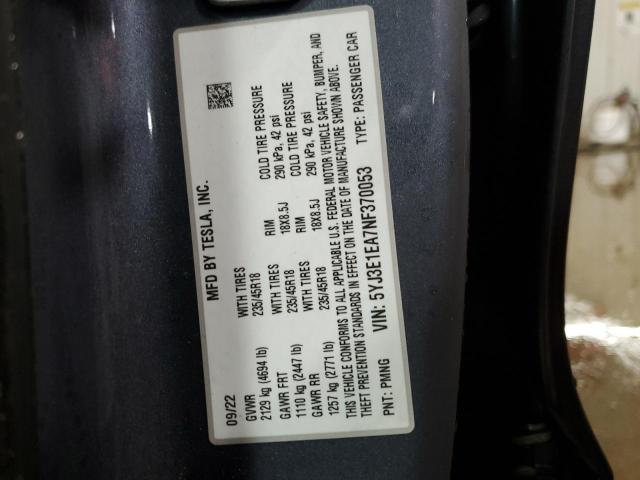 MFD BY TESLA, INC.
09/22
GVWR WITH TIRES RIM COLD TIRE PRESSURE
2129 kg (4694 lb) 235/45R18 18X8.5J 290 kPa, 42 psi
GAWR FRT WITH TIRES RIM COLD TIRE PRESSURE
1110 kg (2447 lb) 235/45R18 18X8.5J 290 kPa, 42 psi
GAWR RR
1257 kg (2771 lb)
THIS VEHICLE CONFORMS TO ALL APPLICABLE U.S. FEDERAL MOTOR VEHICLE SAFETY, BUMPER, AND
THEFT PREVENTION STANDARDS IN EFFECT ON THE DATE OF MANUFACTURE SHOWN ABOVE.
VIN: 5YJ3E1EA7NF370053
PNT: PMNG TYPE: PASSENGER CAR